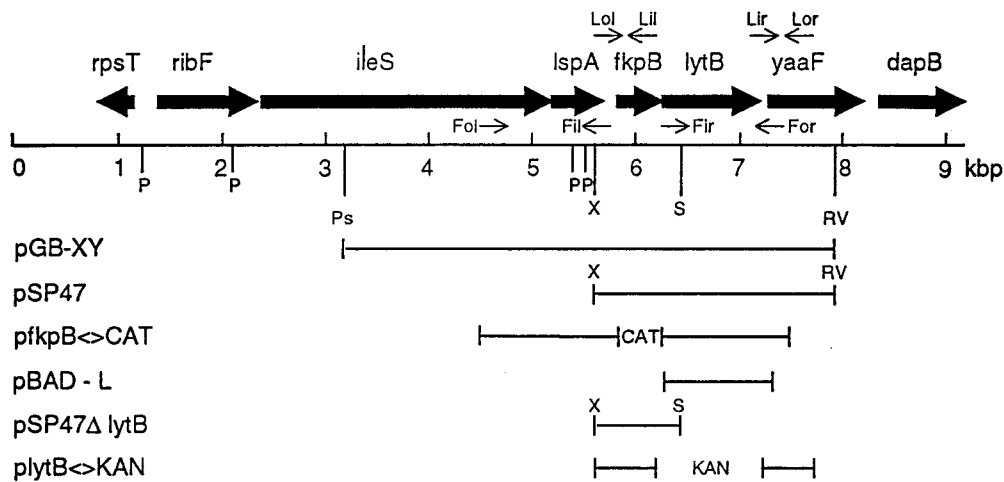 Lol Lil Lir Lor
rpsT ribF ileS lspA fkpB lytB yaaF dapB
Fol Fil Fir For
0 1 2 3 4 5 6 7 8 9 kbp
P P P P
X S
Ps RV
pGB-XY
X RV
pSP47
pfkpB<>CAT CAT
pBAD - L
X S
pSP47Δ lytB
plytB<>KAN KAN